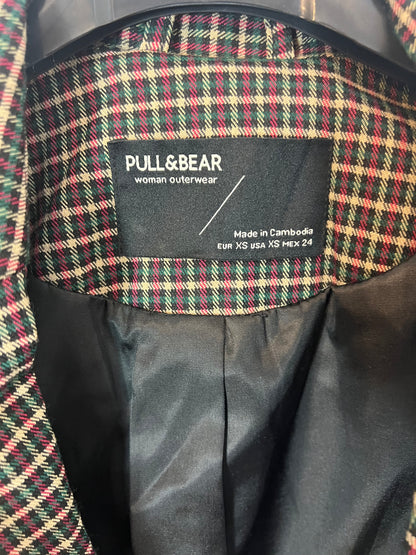 PULL&BEAR
woman outerwear
Made in Cambodia
EUR XS USA XS MEX 24